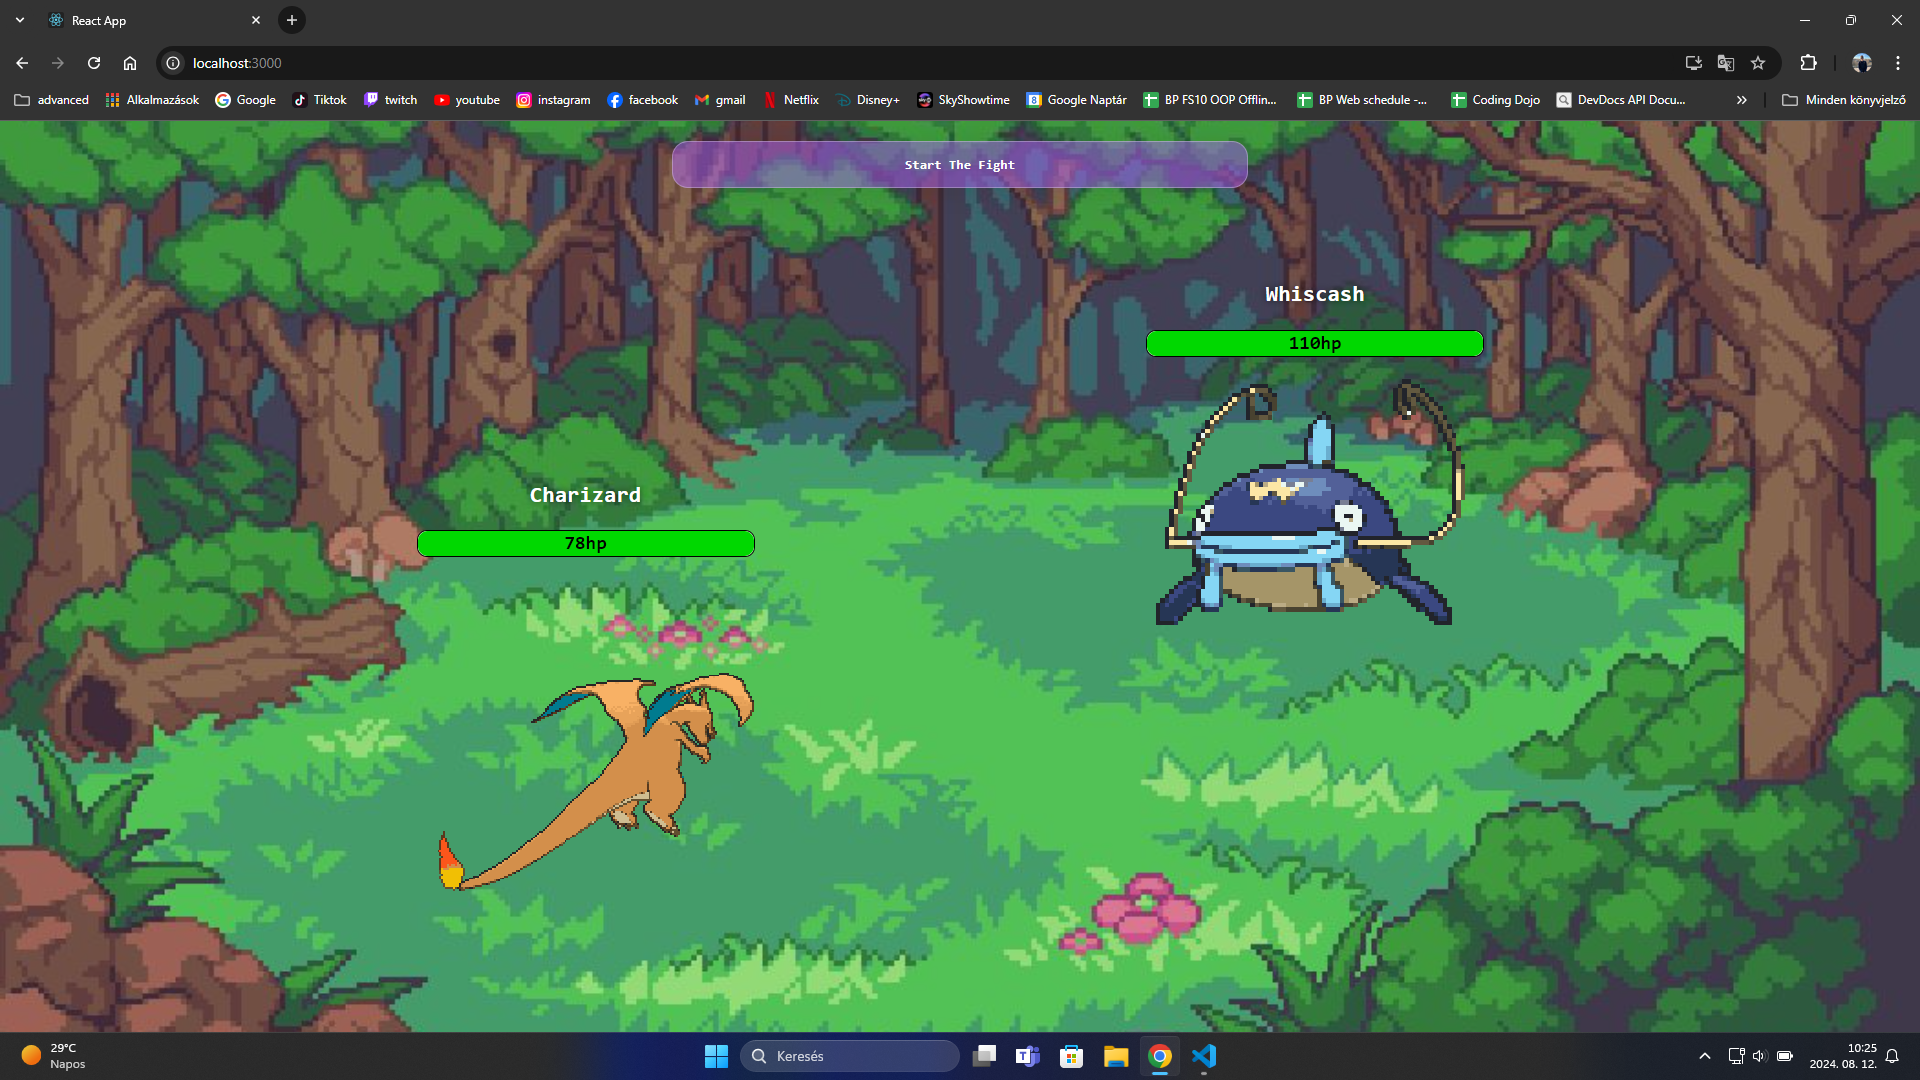 React App
localhost:3000
advanced
Alkalmazások
Google
Tiktok
twitch
youtube
instagram
facebook
gmail
Netflix
Disney+
SkyShowtime
Google Naptár
BP FS10 OOP Offlin...
BP Web schedule -...
Coding Dojo
DevDocs API Docu...
Minden könyvjelző
Start The Fight
Whiscash
110hp
Charizard
78hp
29°C
Napos
Keresés
10:25
2024. 08. 12.